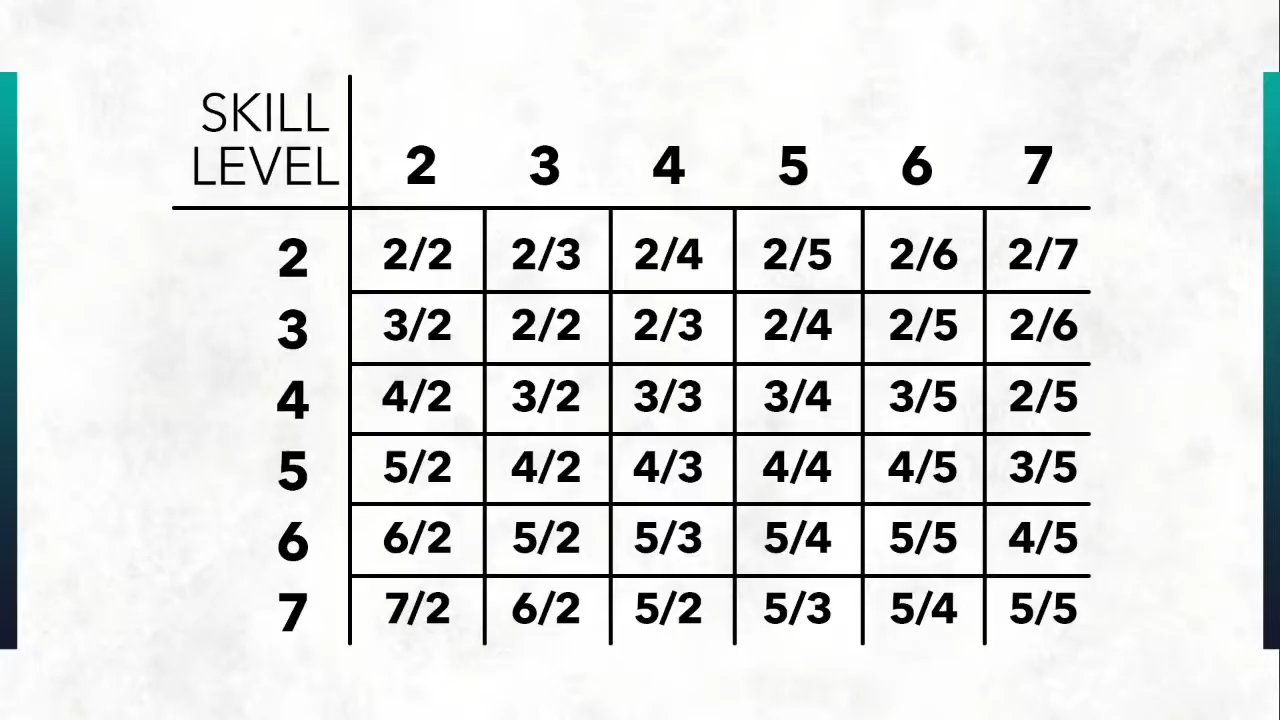 SKILL
LEVEL 2 3 4 5 6 7
2 2/2 2/3 2/4 2/5 2/6 2/7
3 3/2 2/2 2/3 2/4 2/5 2/6
4 4/2 3/2 3/3 3/4 3/5 2/5
5 5/2 4/2 4/3 4/4 4/5 3/5
6 6/2 5/2 5/3 5/4 5/5 4/5
7 7/2 6/2 5/2 5/3 5/4 5/5